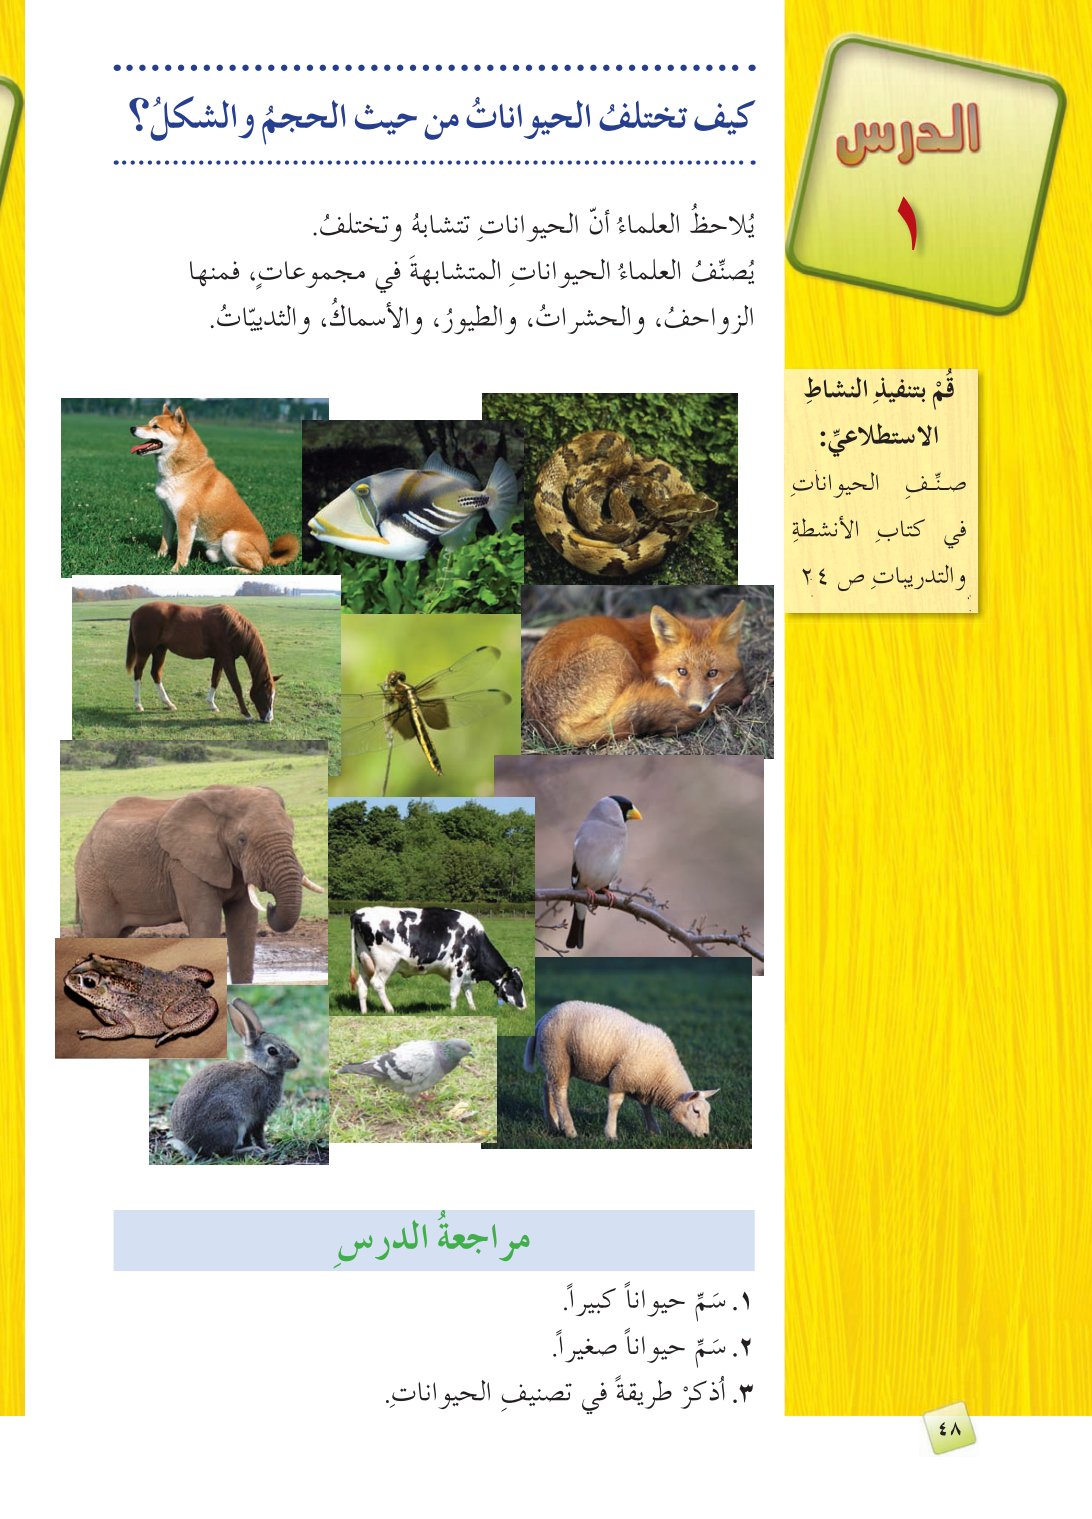 الدرس
١
كيف تختلفُ الحيواناتُ من حيث الحجمُ والشكلُ؟
يُلاحظُ العلماءُ أنّ الحيواناتِ تتشابهُ وتختلفُ.
يُصنِّفُ العلماءُ الحيواناتِ المتشابهةَ في مجموعاتٍ، فمنها
الزواحفُ، والحشراتُ، والطيورُ، والأسماكُ، والثدييّاتُ.
قُمْ بتنفيذِ النشاطِ
الاستطلاعيِّ:
صنِّفِ الحيواناتِ
في كتابِ الأنشطةِ
والتدريباتِ ص ٢٤
مراجعةُ الدرسِ
١. سَمِّ حيواناً كبيراً.
٢. سَمِّ حيواناً صغيراً.
٣. اُذكرْ طريقةً في تصنيفِ الحيواناتِ.
٤٨